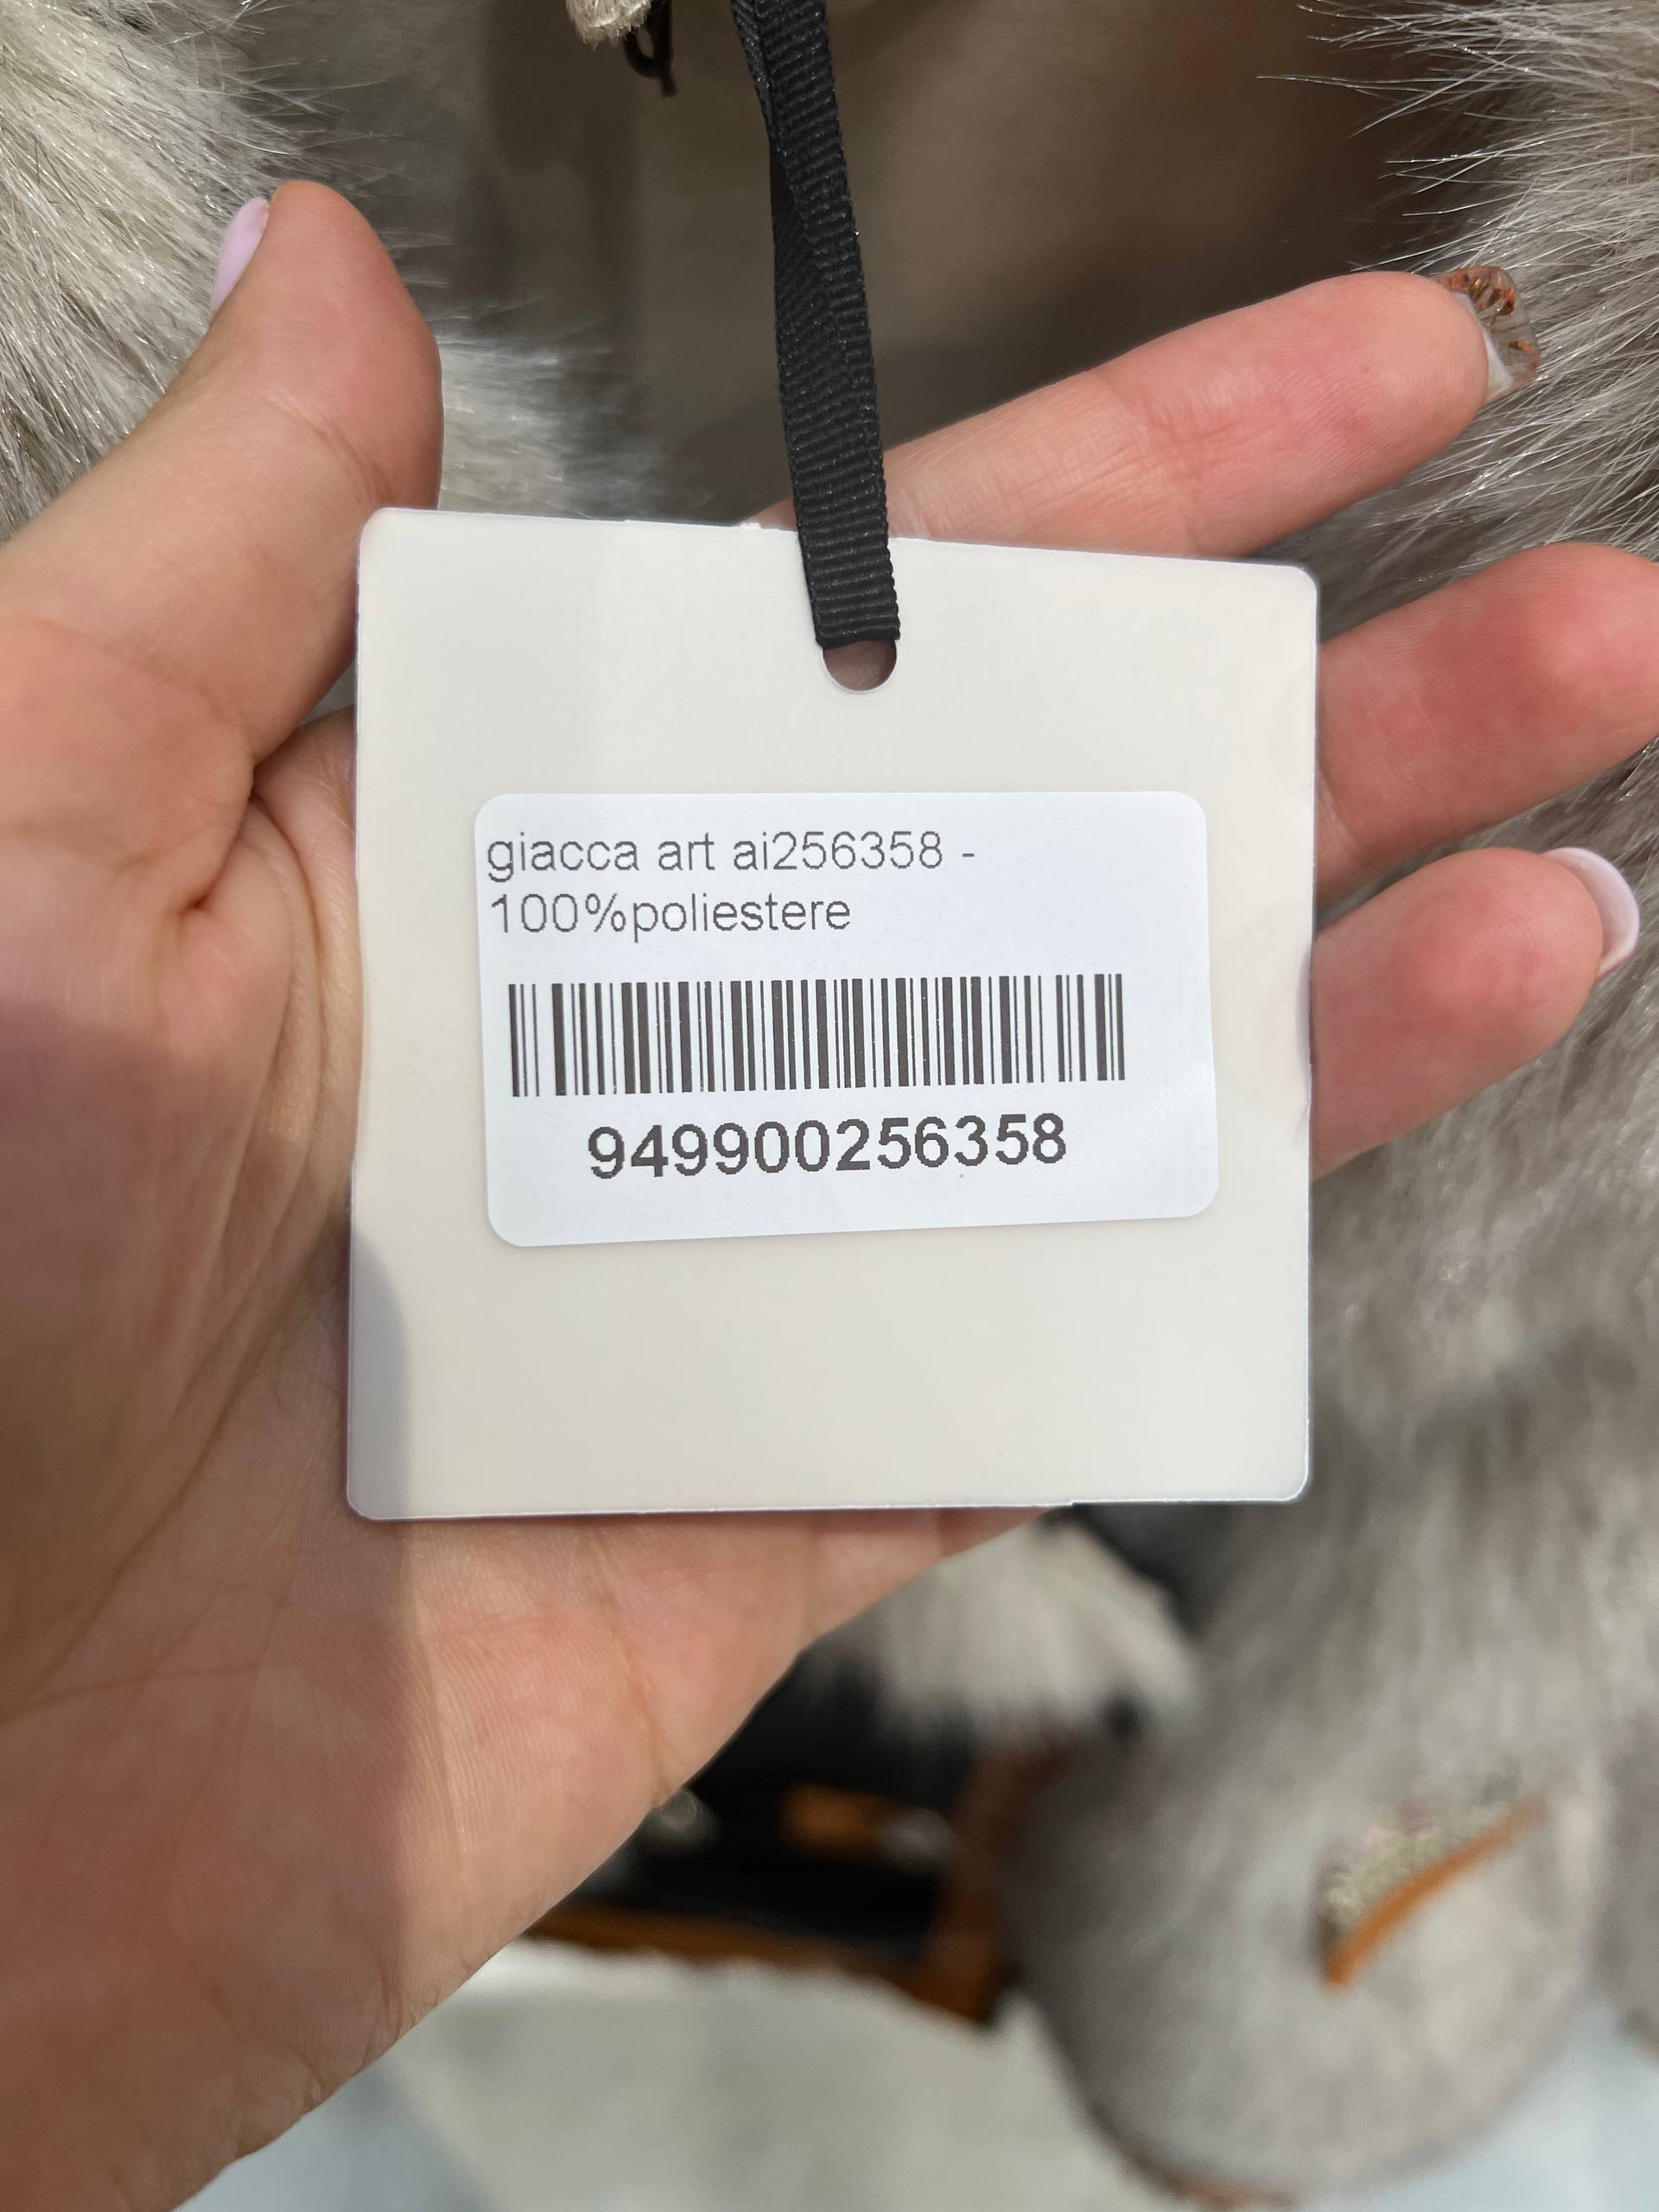 giacca art ai256358 -
100%poliestere
949900256358